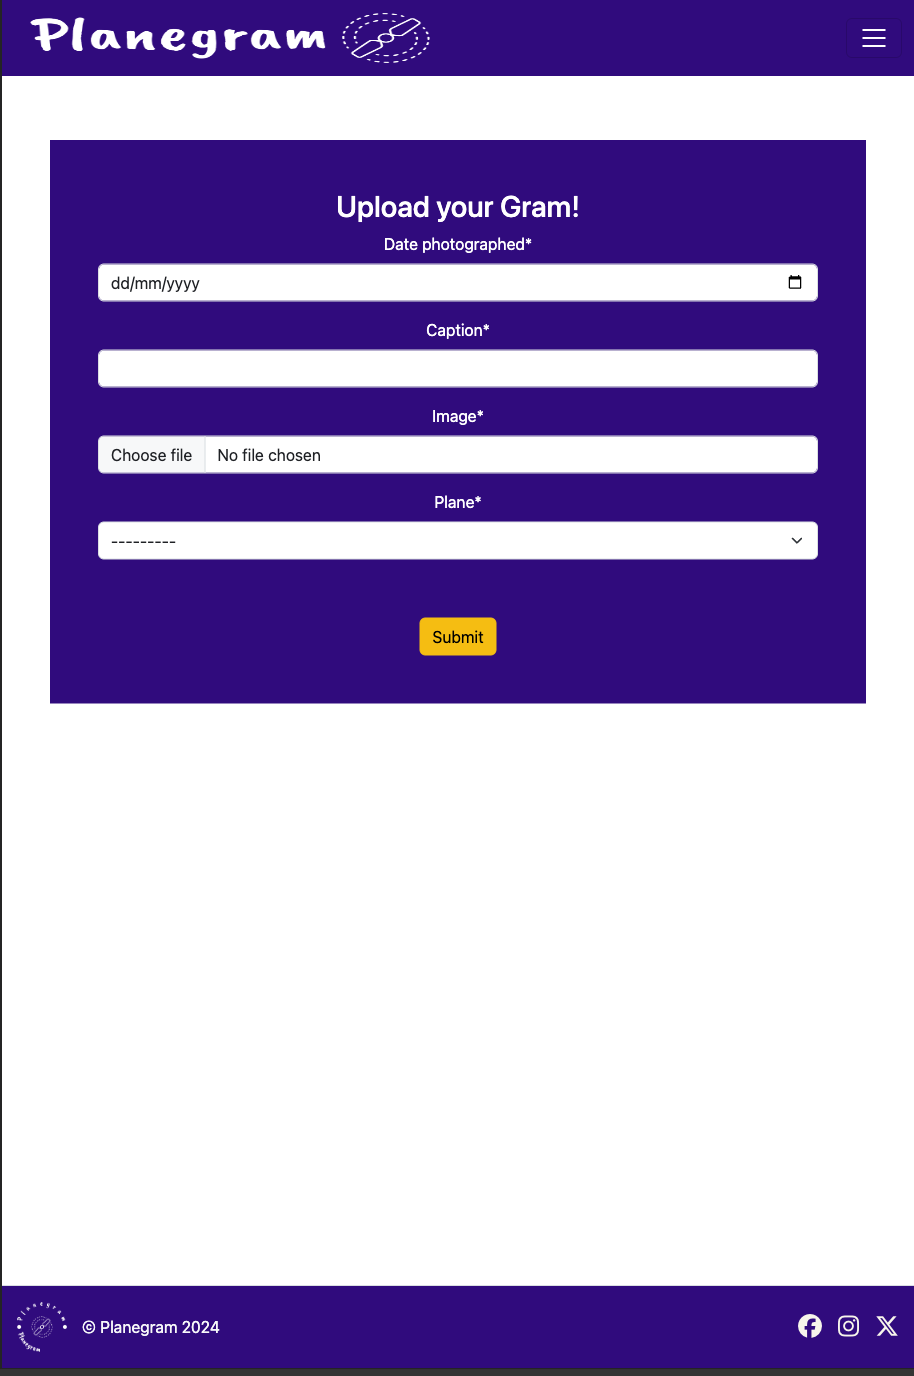 Planegram
Upload your Gram!
Date photographed*
dd/mm/yyyy
Caption*
Image*
Choose file No file chosen
Plane*
---------
Submit
Planegram
Planegram
© Planegram 2024